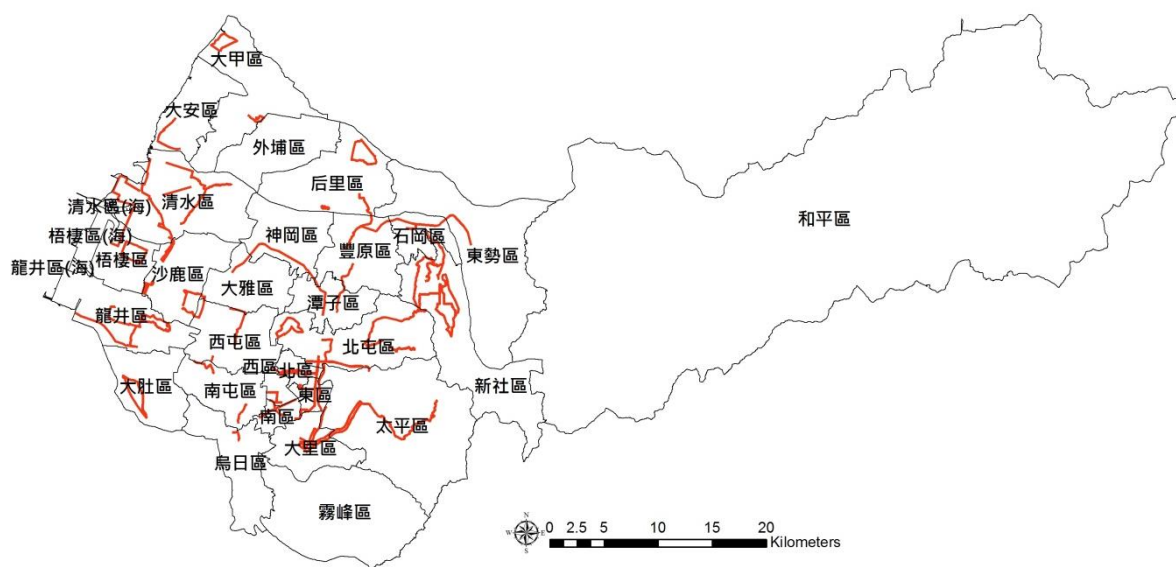 大甲區
大安區
外埔區
后里區
清水區(海)
清水區
梧棲區(海)
梧棲區
龍井區(海)
沙鹿區
神岡區
豐原區
石岡區
東勢區
和平區
大雅區
潭子區
龍井區
西屯區
北屯區
西區
北區
大肚區
南屯區
東區
新社區
南區
太平區
大里區
烏日區
霧峰區
N
W
E
S
0 2.5 5 10 15 20
Kilometers